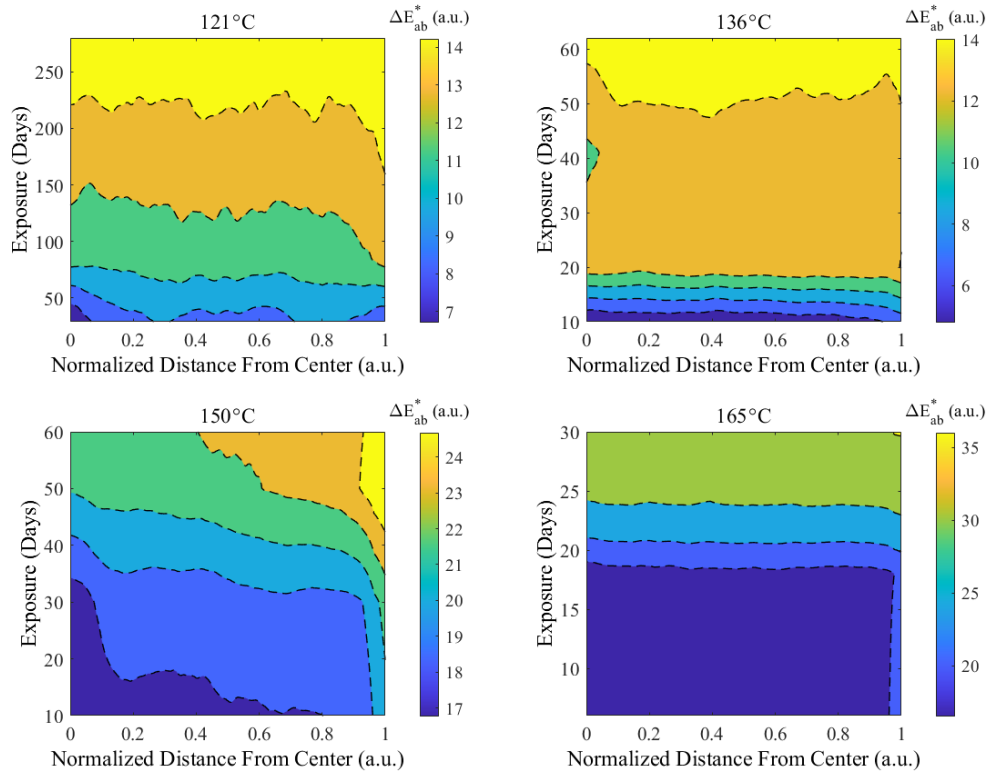 121°C
ΔE*ab (a.u.)
Exposure (Days)
250
200
150
100
50
0 0.2 0.4 0.6 0.8 1
Normalized Distance From Center (a.u.)
14
13
12
11
10
9
8
7
136°C
ΔE*ab (a.u.)
Exposure (Days)
60
50
40
30
20
10
0 0.2 0.4 0.6 0.8 1
Normalized Distance From Center (a.u.)
14
12
10
8
6
150°C
ΔE*ab (a.u.)
Exposure (Days)
60
50
40
30
20
10
0 0.2 0.4 0.6 0.8 1
Normalized Distance From Center (a.u.)
24
23
22
21
20
19
18
17
165°C
ΔE*ab (a.u.)
Exposure (Days)
30
25
20
15
10
0 0.2 0.4 0.6 0.8 1
Normalized Distance From Center (a.u.)
35
30
25
20